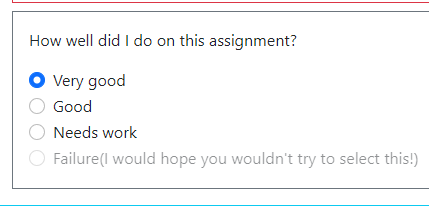 How well did I do on this assignment?
Very good
Good
Needs work
Failure(I would hope you wouldn't try to select this!)